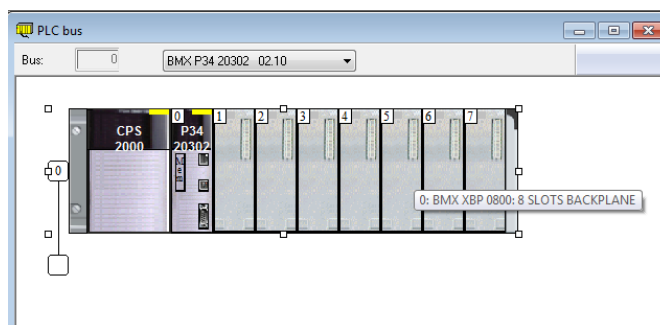 PLC bus
Bus: 0 BMX P34 20302 02.10
0 1 2 3 4 5 6 7
CPS P34
2000 20302
0
0: BMX XBP 0800: 8 SLOTS BACKPLANE